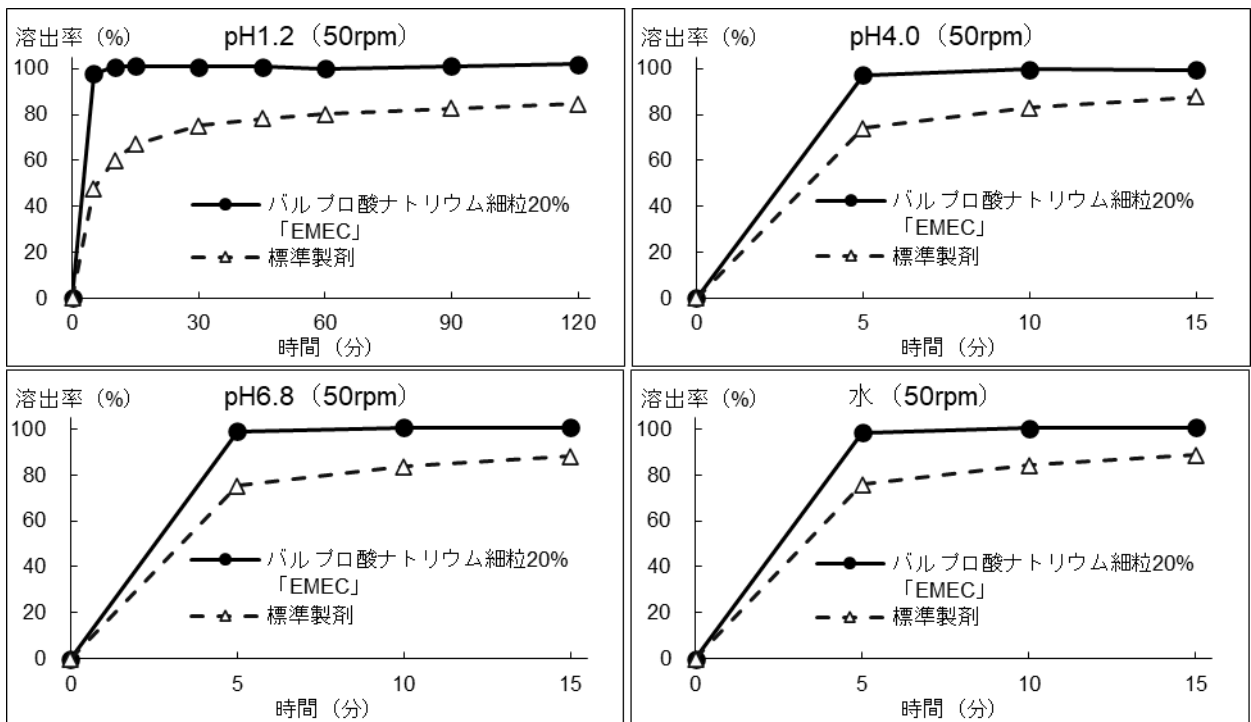 溶出率 (%)
pH1.2 (50rpm)
100
80
60
40
20
0
バルプロ酸ナトリウム細粒20%
「EMEC」
標準製剤
0 30 60 90 120
時間 (分)
溶出率 (%)
pH4.0 (50rpm)
100
80
60
40
20
0
バルプロ酸ナトリウム細粒20%
「EMEC」
標準製剤
0 5 10 15
時間 (分)
溶出率 (%)
pH6.8 (50rpm)
100
80
60
40
20
0
バルプロ酸ナトリウム細粒20%
「EMEC」
標準製剤
0 5 10 15
時間 (分)
溶出率 (%)
水 (50rpm)
100
80
60
40
20
0
バルプロ酸ナトリウム細粒20%
「EMEC」
標準製剤
0 5 10 15
時間 (分)